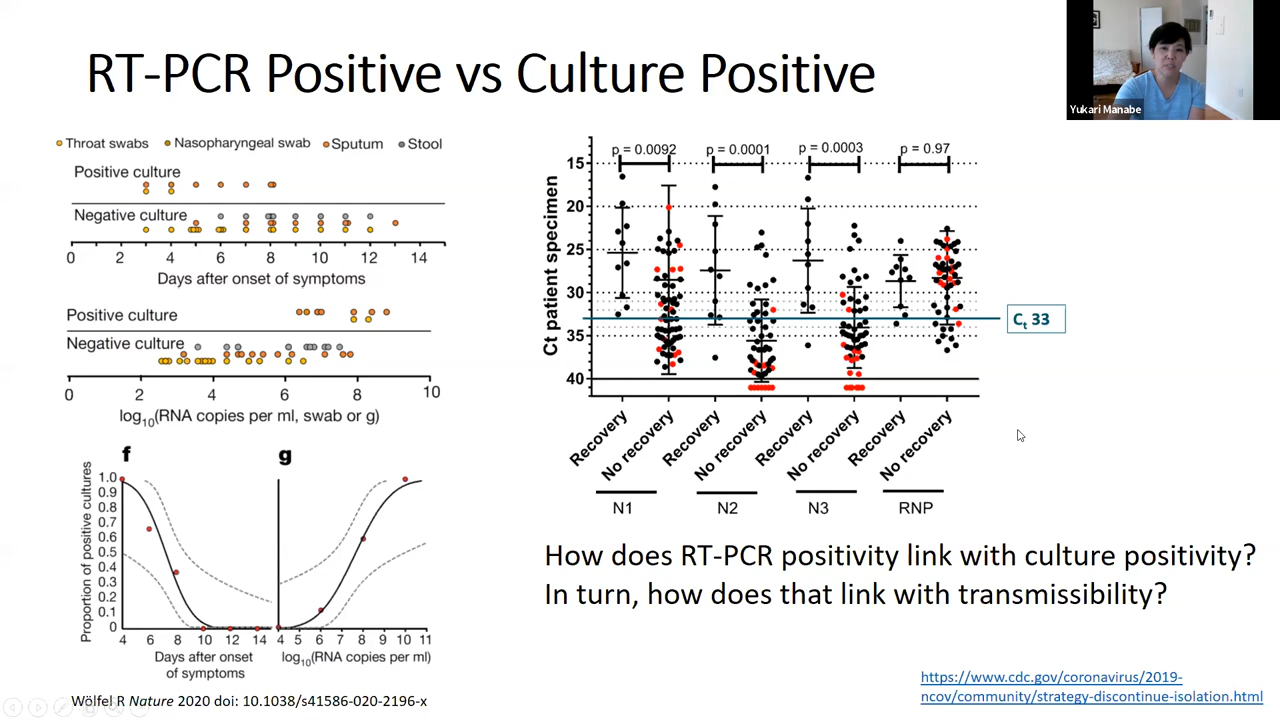 RT-PCR Positive vs Culture Positive
Yukari Manabe
Throat swabs Nasopharyngeal swab Sputum Stool
Positive culture
Negative culture
0 2 4 6 8 10 12 14
Days after onset of symptoms
Positive culture
Negative culture
0 2 4 6 8 10
log10(RNA copies per ml, swab or g)
f
Proportion of positive cultures
1.0
0.9
0.8
0.7
0.6
0.5
0.4
0.3
0.2
0.1
0
4 6 8 10 12 14
Days after onset
of symptoms
g
4 5 6 7 8 9 10 11
log10(RNA copies per ml)
Wölfel R Nature 2020 doi: 10.1038/s41586-020-2196-x
p = 0.0092 p = 0.0001 p = 0.0003 p = 0.97
Ct patient specimen
15
20
25
30
35
40
Ct 33
Recovery No recovery Recovery No recovery Recovery No recovery Recovery No recovery
N1 N2 N3 RNP
How does RT-PCR positivity link with culture positivity?
In turn, how does that link with transmissibility?
https://www.cdc.gov/coronavirus/2019-
ncov/community/strategy-discontinue-isolation.html